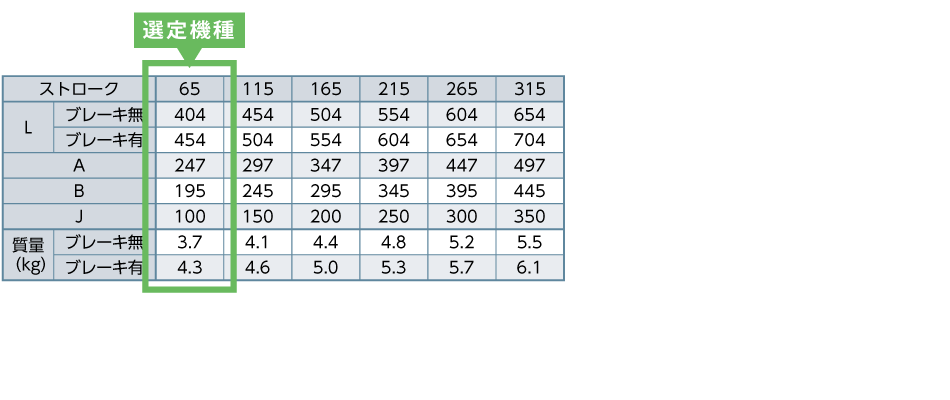 選定機種
ストローク 65 115 165 215 265 315
L ブレーキ無 404 454 504 554 604 654
ブレーキ有 454 504 554 604 654 704
A 247 297 347 397 447 497
B 195 245 295 345 395 445
J 100 150 200 250 300 350
質量(kg) ブレーキ無 3.7 4.1 4.4 4.8 5.2 5.5
ブレーキ有 4.3 4.6 5.0 5.3 5.7 6.1